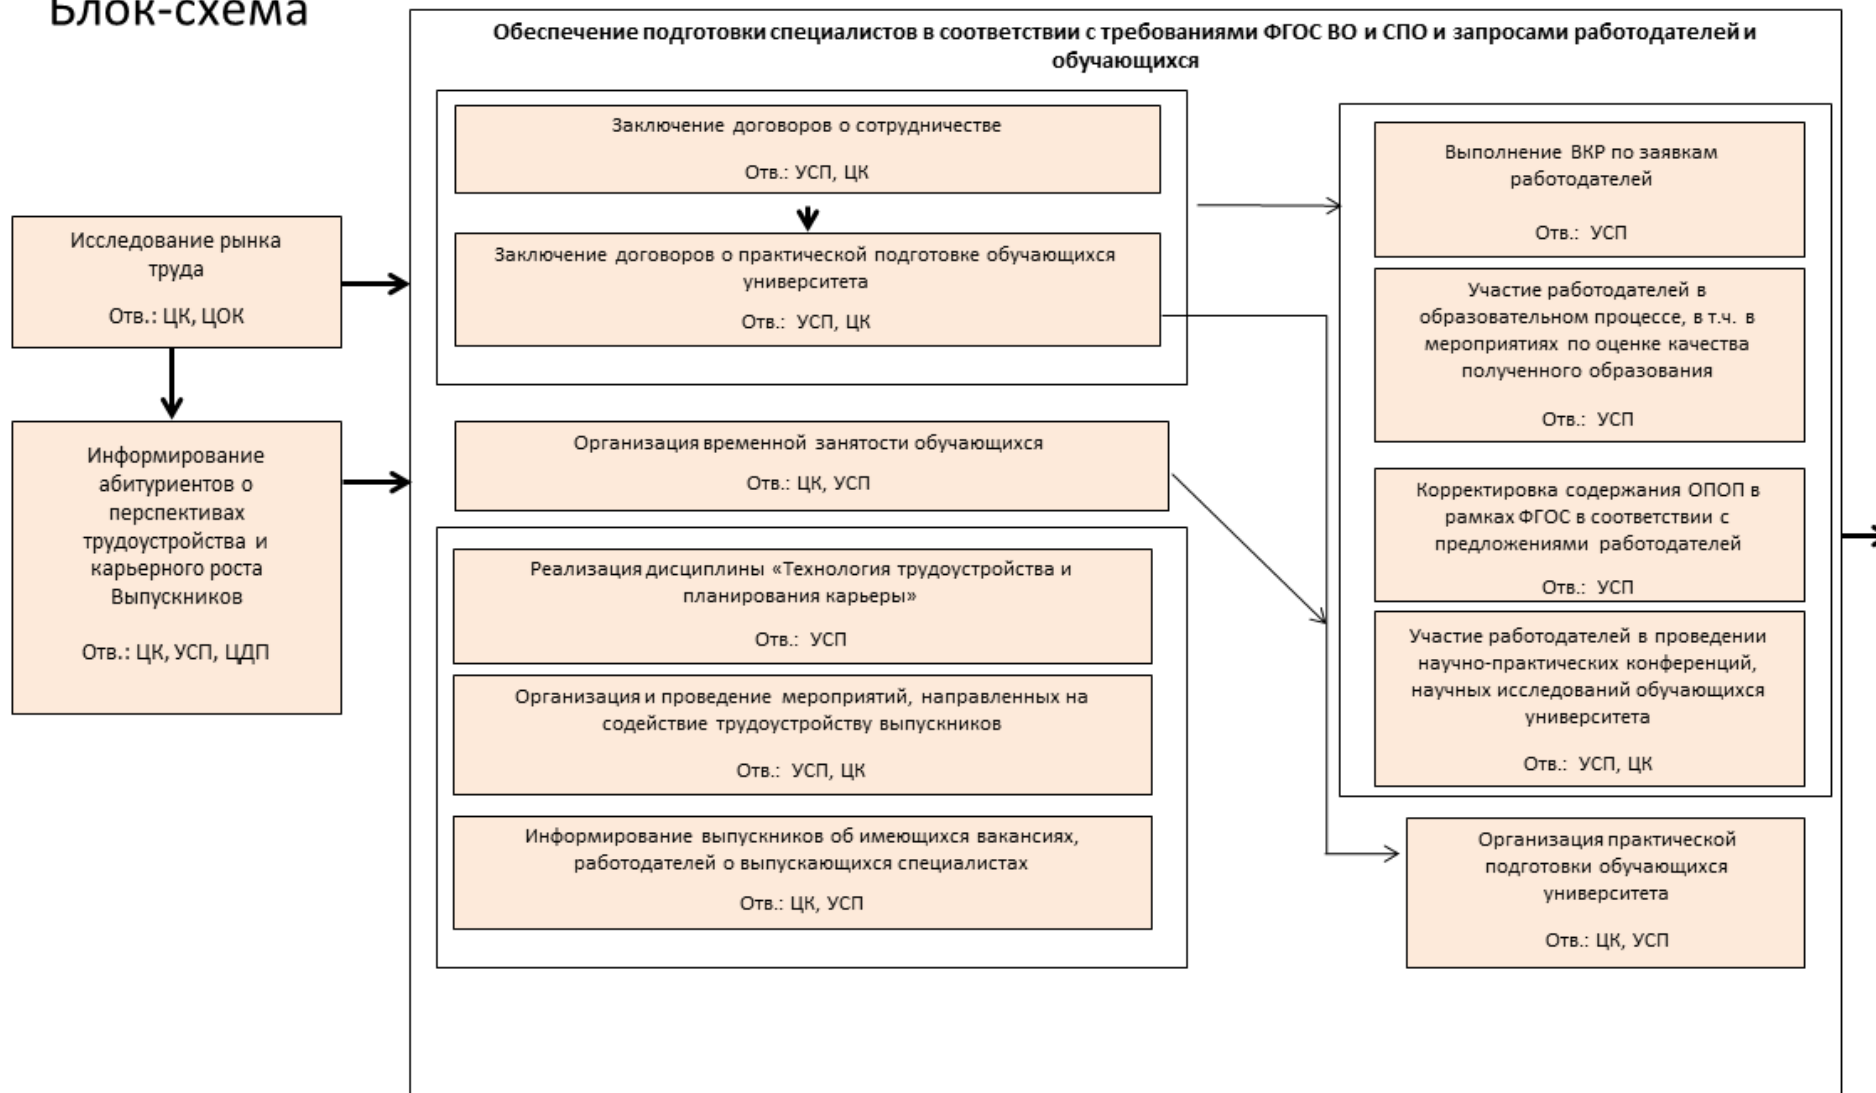 Блок-схема
Обеспечение подготовки специалистов в соответствии с требованиями ФГОС ВО и СПО и запросами работодателей и
обучающихся
Исследование рынка
труда
Отв.: ЦК, ЦОК
Информирование
абитуриентов о
перспективах
трудоустройства и
карьерного роста
Выпускников
Отв.: ЦК, УСП, ЦДП
Заключение договоров о сотрудничестве
Отв.: УСП, ЦК
Заключение договоров о практической подготовке обучающихся
университета
Отв.: УСП, ЦК
Организация временной занятости обучающихся
Отв.: ЦК, УСП
Реализация дисциплины «Технология трудоустройства и
планирования карьеры»
Отв.: УСП
Организация и проведение мероприятий, направленных на
содействие трудоустройству выпускников
Отв.: УСП, ЦК
Информирование выпускников об имеющихся вакансиях,
работодателей о выпускающихся специалистах
Отв.: ЦК, УСП
Выполнение ВКР по заявкам
работодателей
Отв.: УСП
Участие работодателей в
образовательном процессе, в т.ч. в
мероприятиях по оценке качества
полученного образования
Отв.: УСП
Корректировка содержания ОПОП в
рамках ФГОС в соответствии с
предложениями работодателей
Отв.: УСП
Участие работодателей в проведении
научно-практических конференций,
научных исследований обучающихся
университета
Отв.: УСП, ЦК
Организация практической
подготовки обучающихся
университета
Отв.: ЦК, УСП